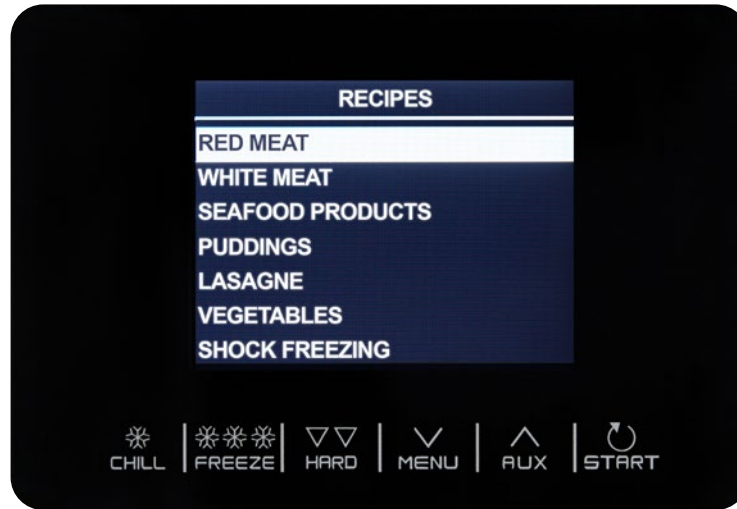 RECIPES
RED MEAT
WHITE MEAT
SEAFOOD PRODUCTS
PUDDINGS
LASAGNE
VEGETABLES
SHOCK FREEZING
CHILL FREEZE HARD MENU AUX START